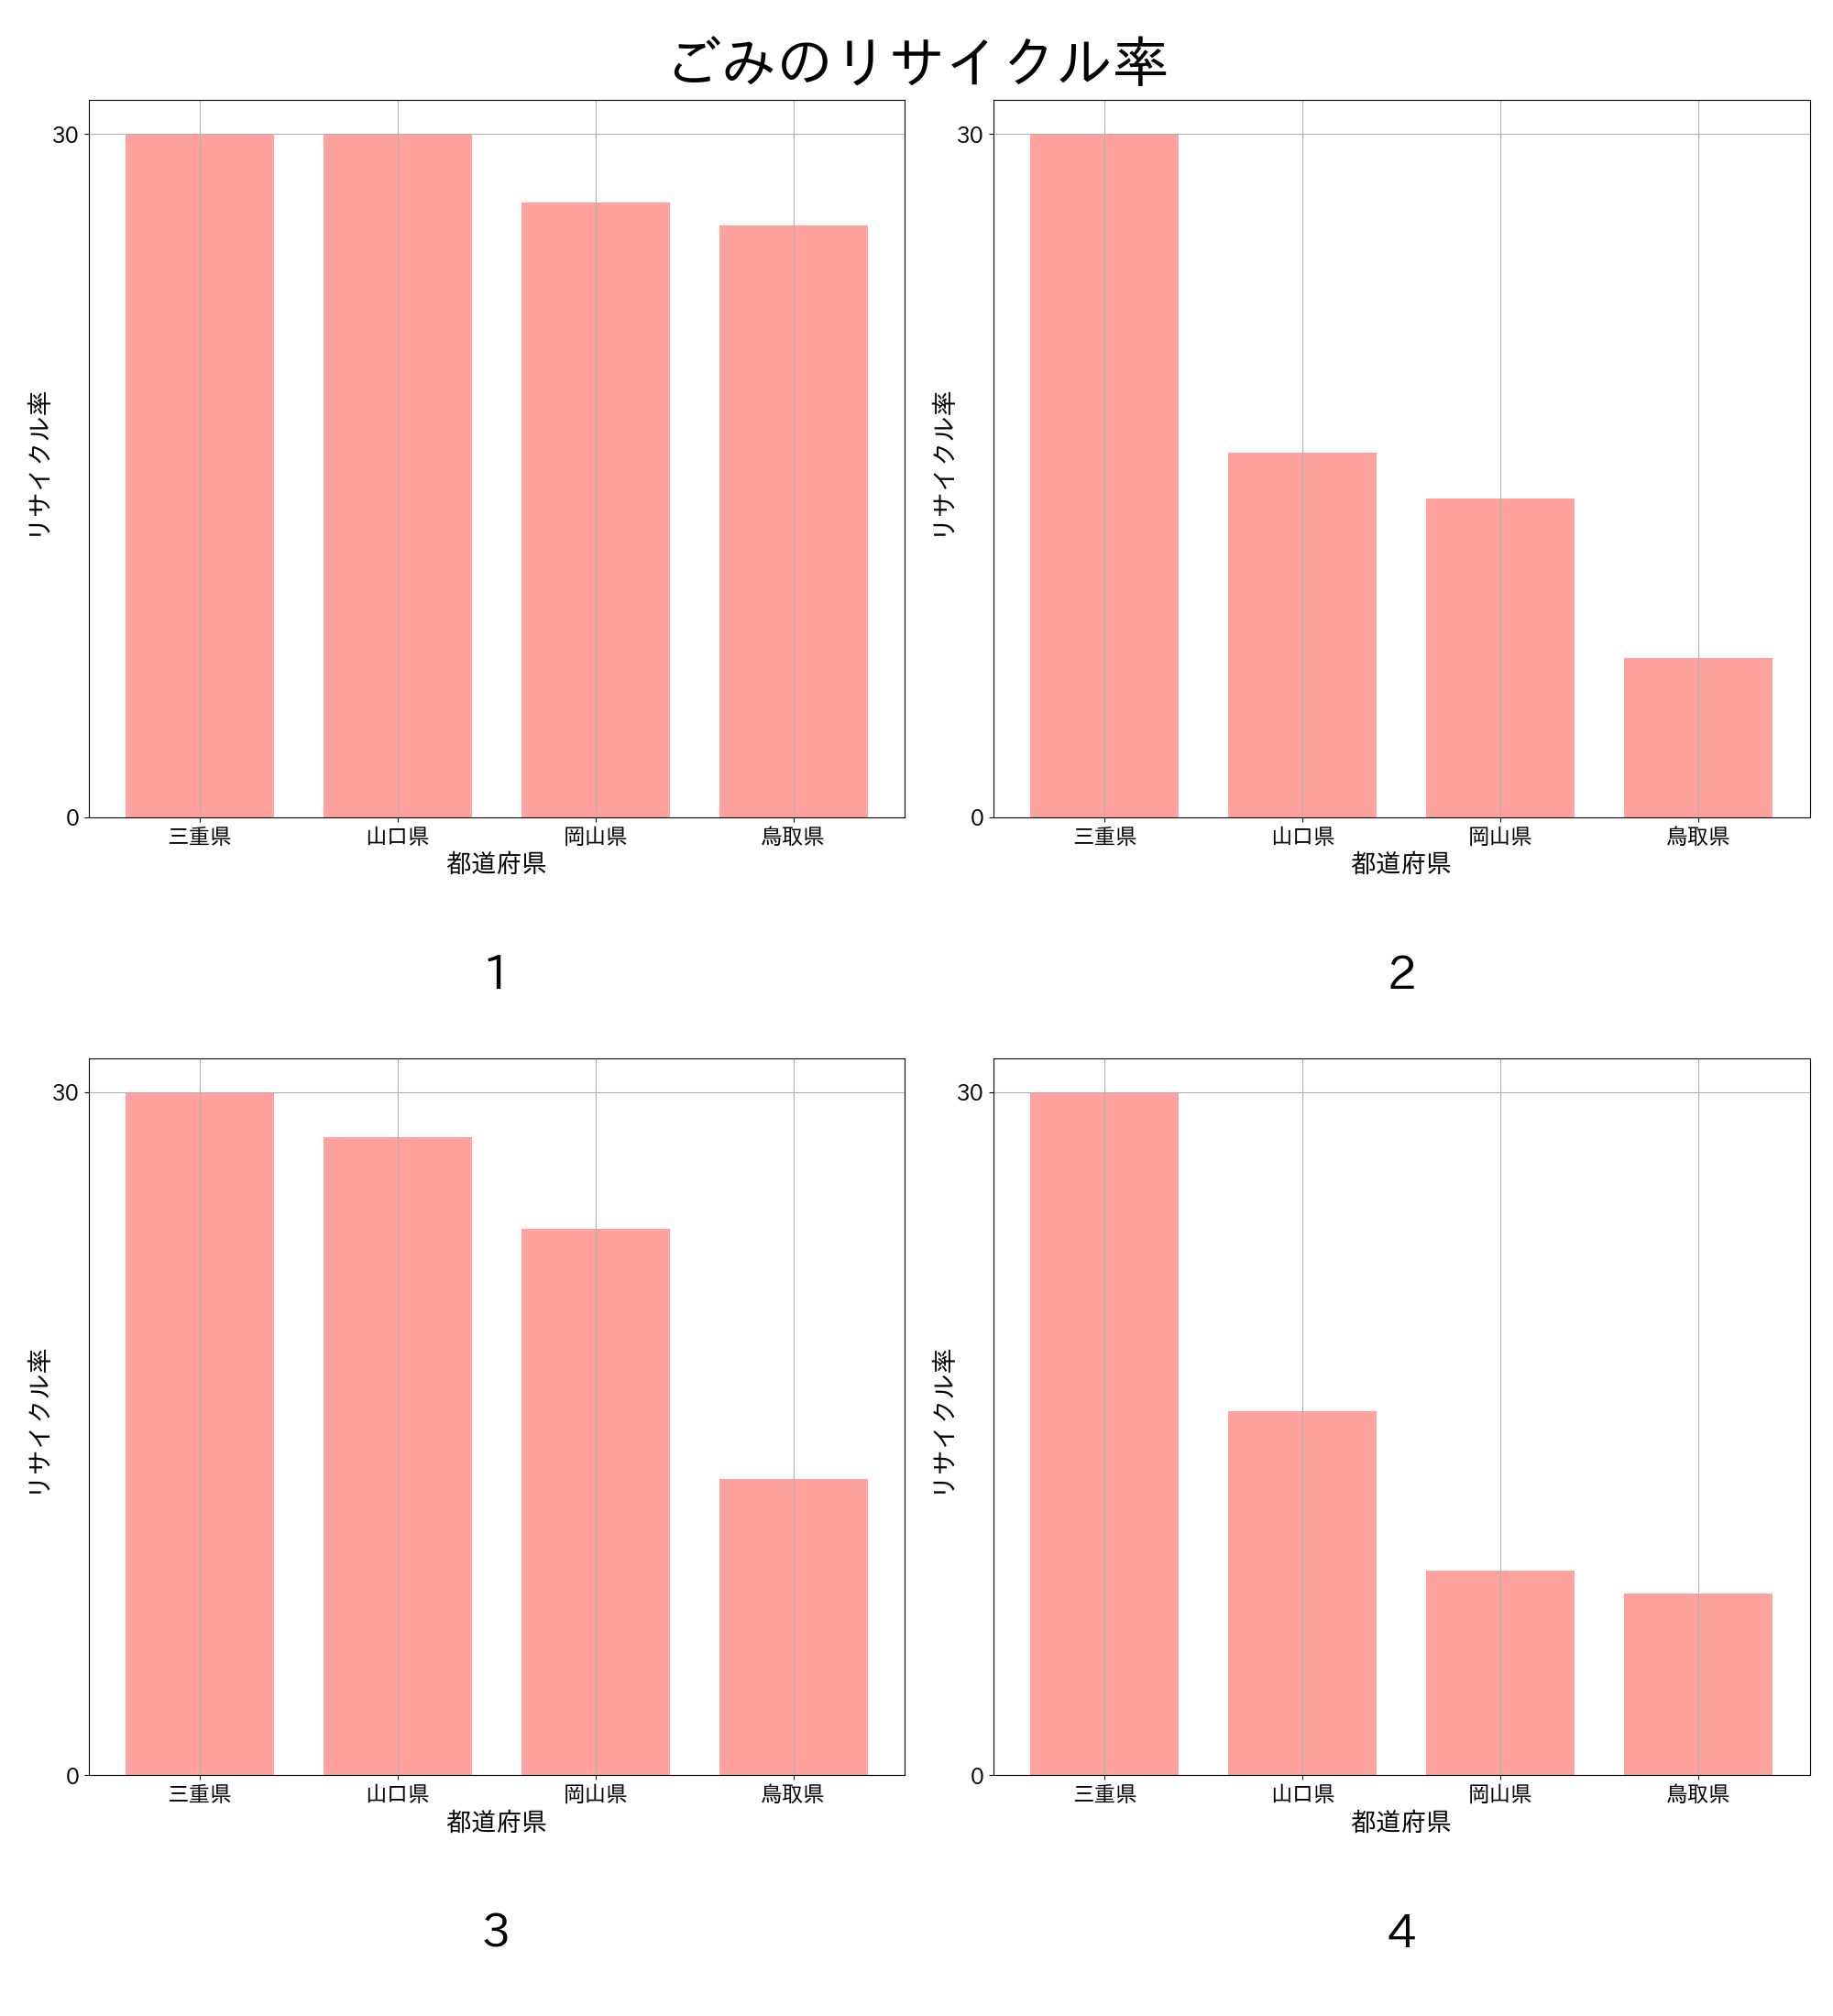 ごみのリサイクル率
30
0
リサイクル率
三重県 山口県 岡山県 鳥取県
都道府県
1
30
0
リサイクル率
三重県 山口県 岡山県 鳥取県
都道府県
2
30
0
リサイクル率
三重県 山口県 岡山県 鳥取県
都道府県
3
30
0
リサイクル率
三重県 山口県 岡山県 鳥取県
都道府県
4